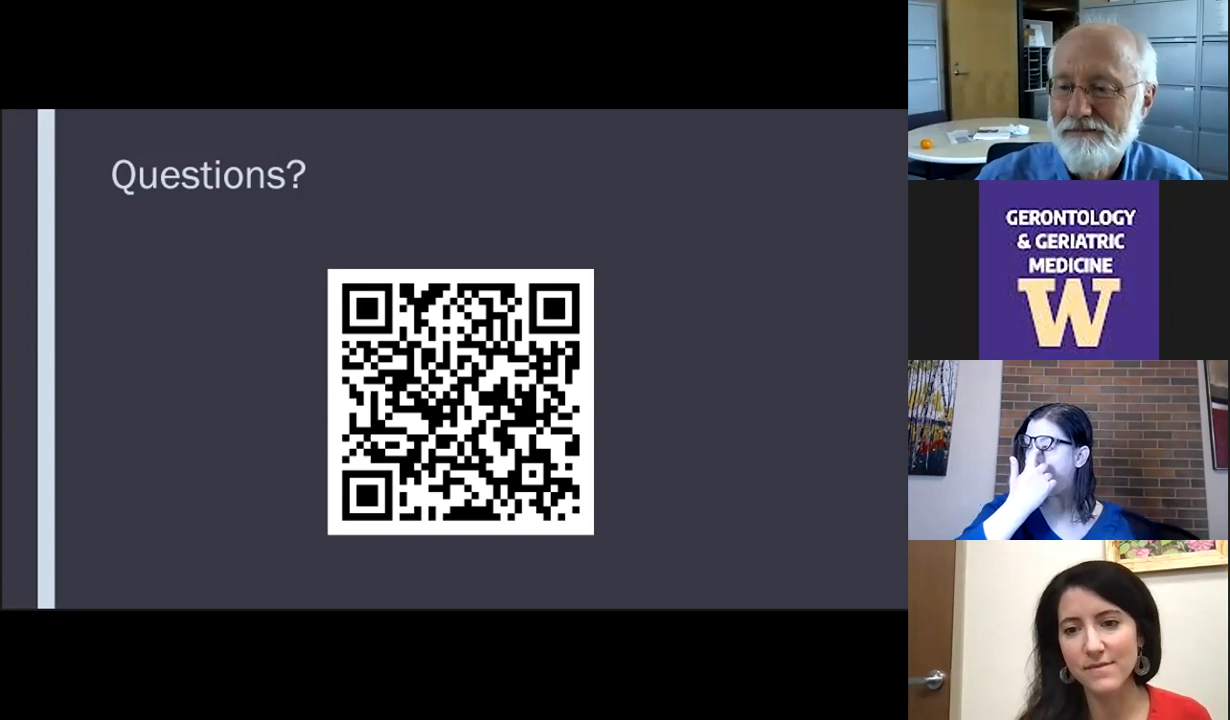 Questions?
GERONTOLOGY
& GERIATRIC
MEDICINE
W